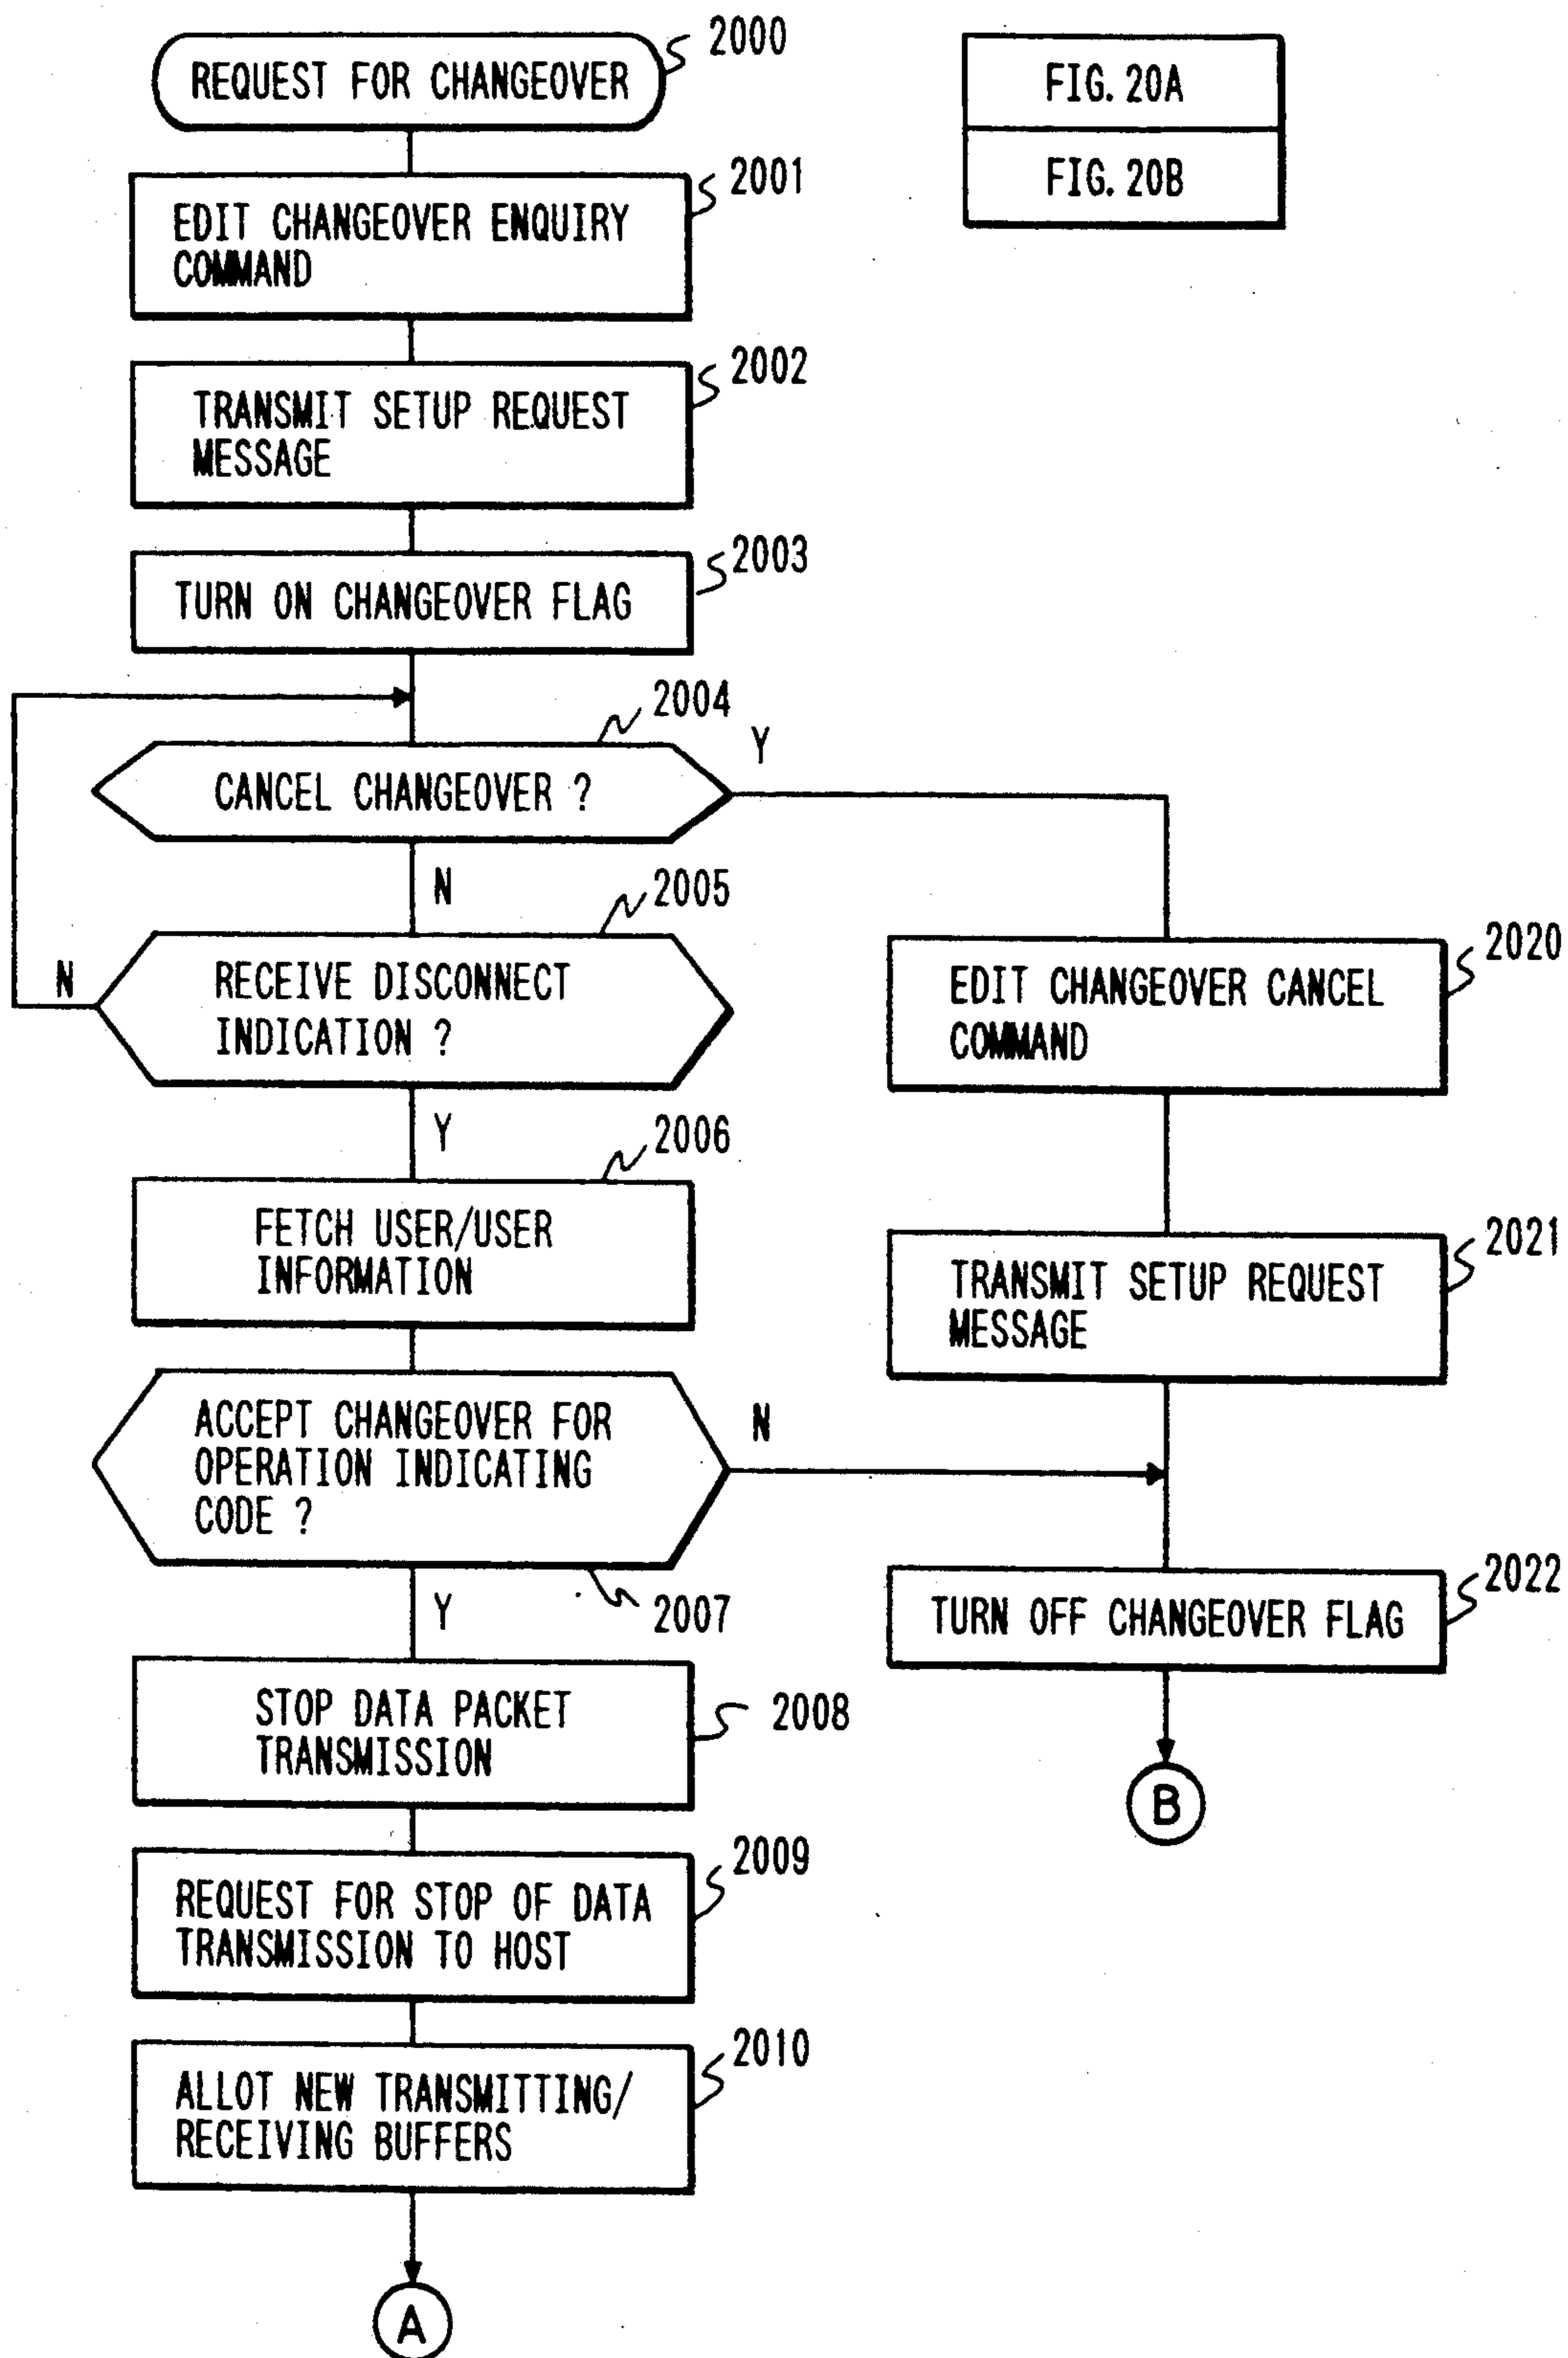 2000
REQUEST FOR CHANGEOVER
FIG. 20A
FIG. 20B
2001
EDIT CHANGEOVER ENQUIRY
COMMAND
2002
TRANSMIT SETUP REQUEST
MESSAGE
2003
TURN ON CHANGEOVER FLAG
2004
CANCEL CHANGEOVER ?
Y
N
2005
RECEIVE DISCONNECT
INDICATION ?
N
Y
2020
EDIT CHANGEOVER CANCEL
COMMAND
2006
FETCH USER/USER
INFORMATION
2021
TRANSMIT SETUP REQUEST
MESSAGE
ACCEPT CHANGEOVER FOR
OPERATION INDICATING
CODE ?
N
Y
2007
2022
TURN OFF CHANGEOVER FLAG
B
STOP DATA PACKET
TRANSMISSION
2008
2009
REQUEST FOR STOP OF DATA
TRANSMISSION TO HOST
2010
ALLOT NEW TRANSMITTING/
RECEIVING BUFFERS
A